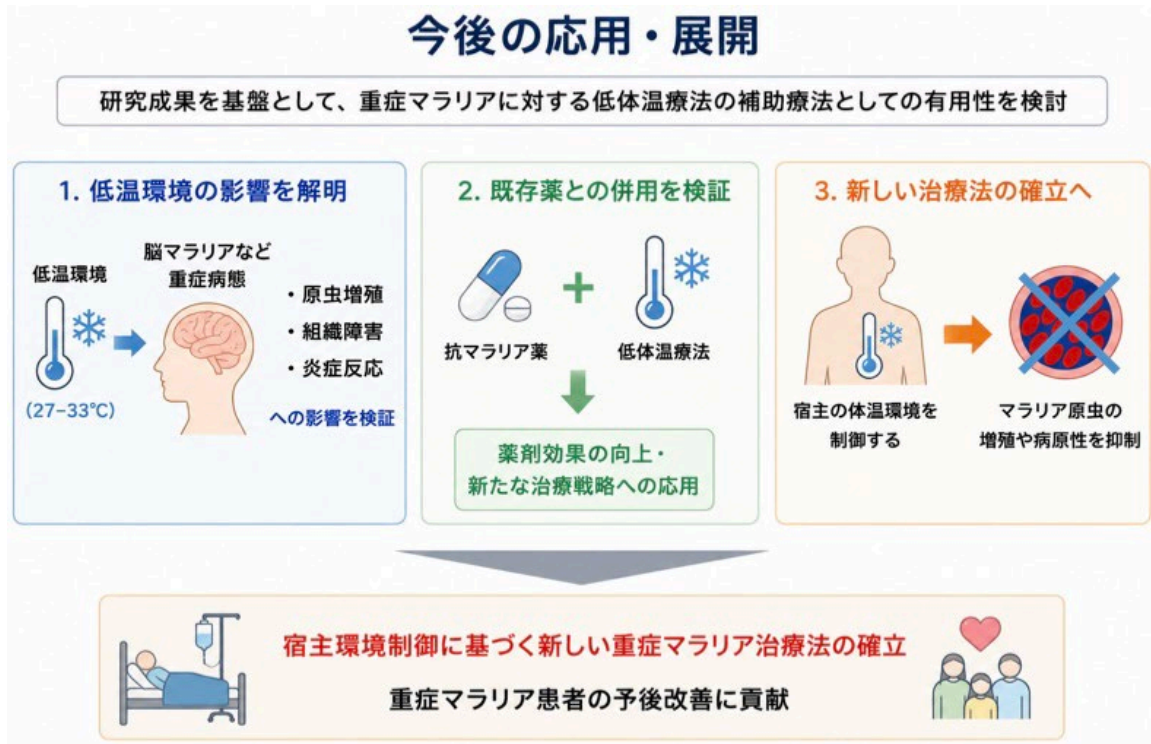 今後の応用・展開
研究成果を基盤として、重症マラリアに対する低体温療法の補助療法としての有用性を検討
1. 低温環境の影響を解明
低温環境
(27–33℃)
脳マラリアなど
重症病態
・原虫増殖
・組織障害
・炎症反応
への影響を検証
2. 既存薬との併用を検証
抗マラリア薬
+
低体温療法
薬剤効果の向上・
新たな治療戦略への応用
3. 新しい治療法の確立へ
宿主の体温環境を
制御する
マラリア原虫の
増殖や病原性を抑制
宿主環境制御に基づく新しい重症マラリア治療法の確立
重症マラリア患者の予後改善に貢献